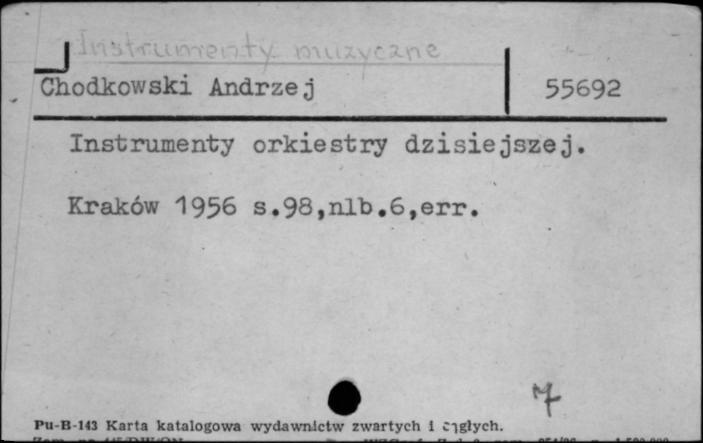 Instrumenty muzyczne
Chodkowski Andrzej 55692
Instrumenty orkiestry dzisiejszej.
Kraków 1956 s.98,nlb.6,err.
7
Pu-B-143 Karta katalogowa wydawnictw zwartych i ciągłych.